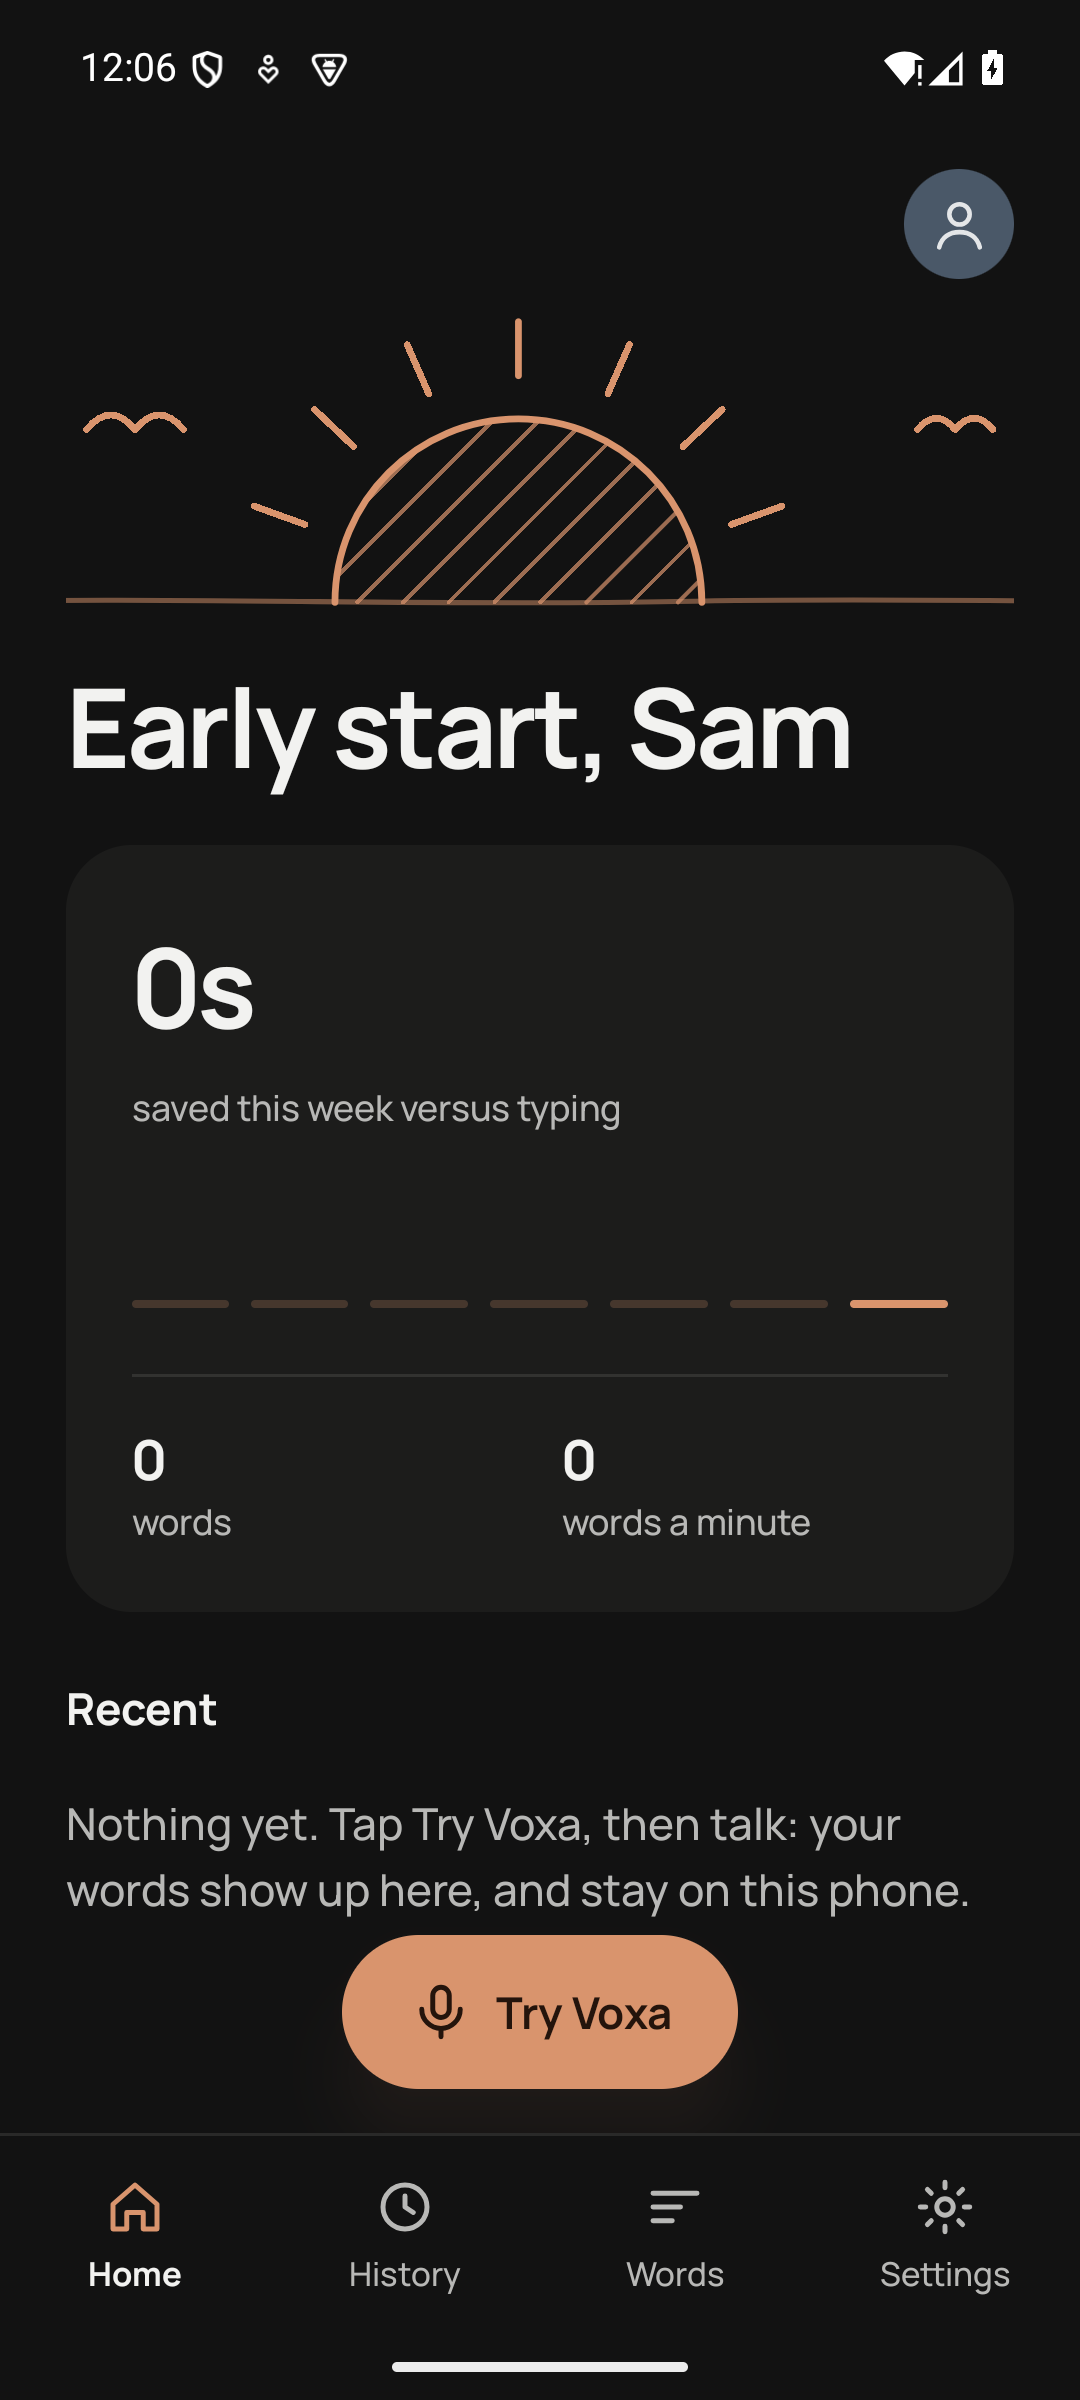 12:06
Early start, Sam
0s
saved this week versus typing
0
words
0
words a minute
Recent
Nothing yet. Tap Try Voxa, then talk: your
words show up here, and stay on this phone.
Try Voxa
Home
History
Words
Settings